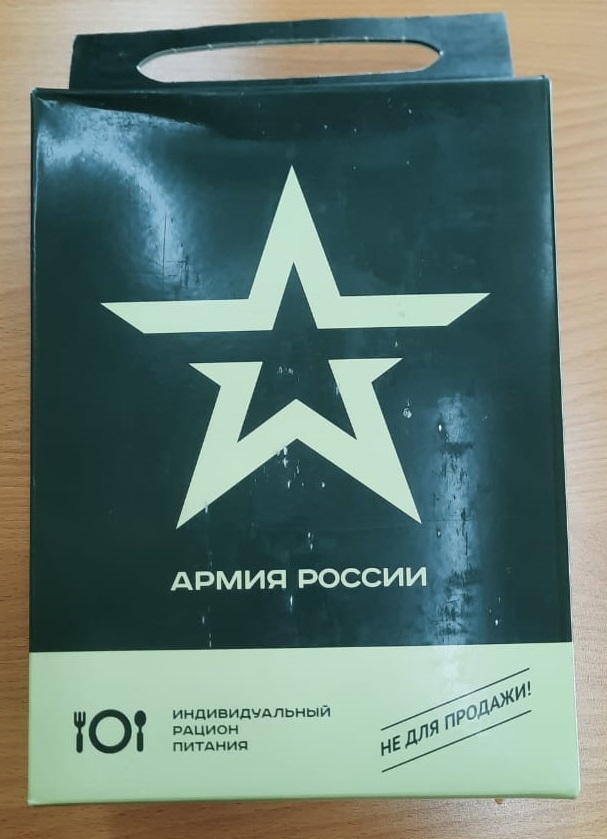 АРМИЯ РОССИИ
ИНДИВИДУАЛЬНЫЙ
РАЦИОН
ПИТАНИЯ
НЕ ДЛЯ ПРОДАЖИ!